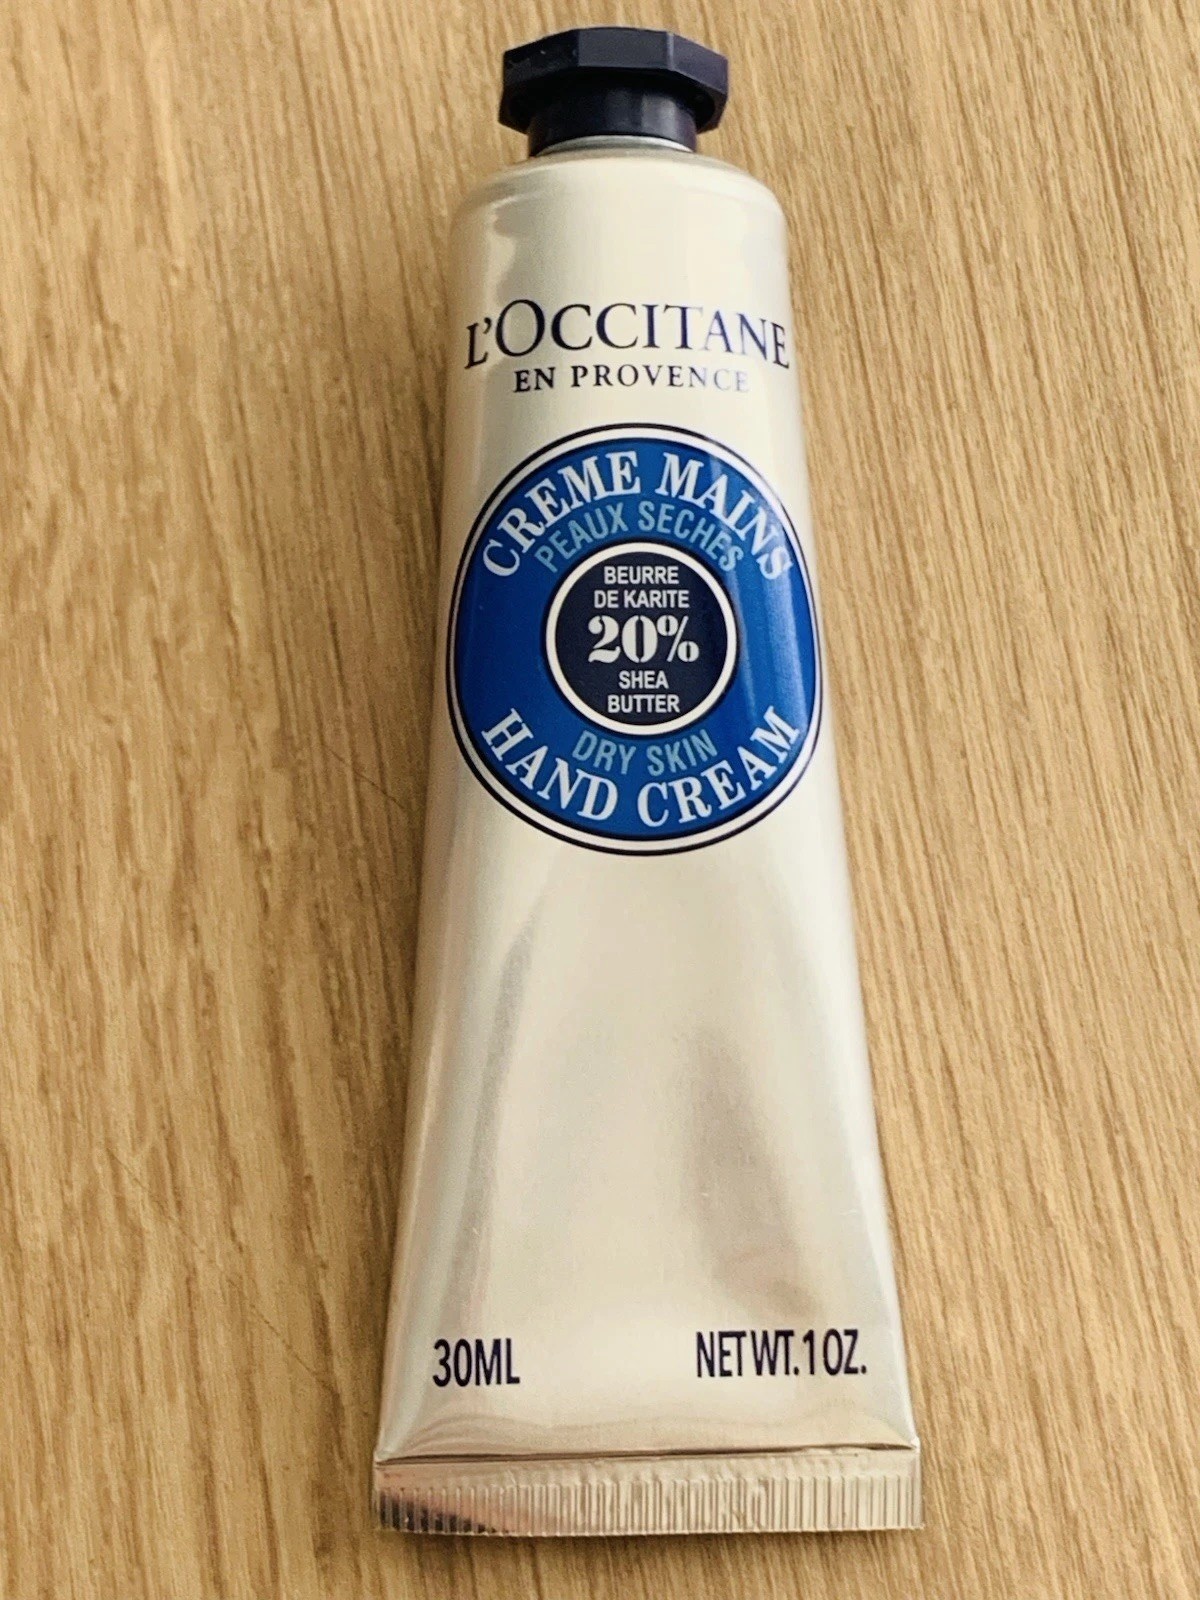 L'OCCITANE
EN PROVENCE
CREME MAINS
PEAUX SECHES
BEURRE
DE KARITE
20%
SHEA
BUTTER
DRY SKIN
HAND CREAM
30ML
NET WT. 1 OZ.